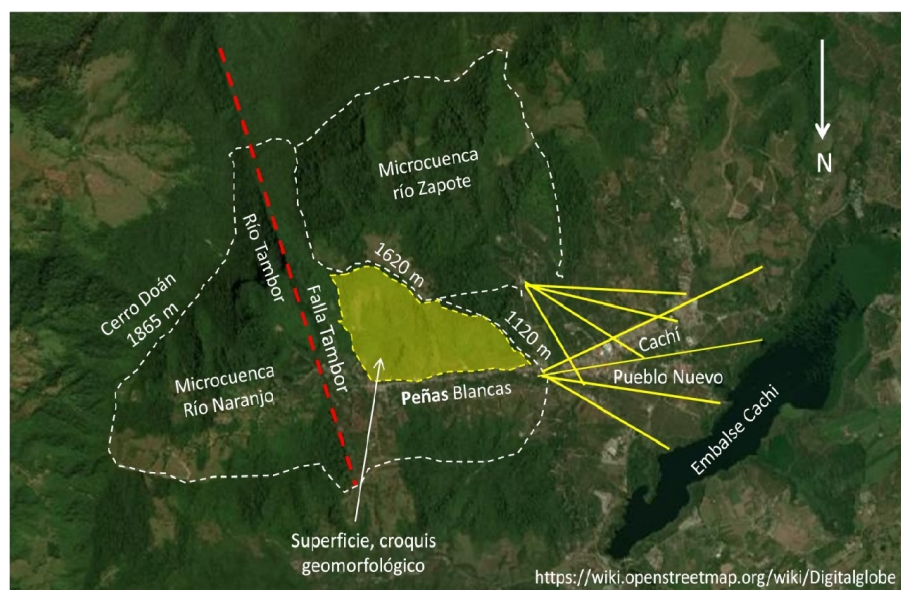 Microcuenca
río Zapote
N
Río Tambor
1620 m
Cerro Doán
1865 m
Falla Tambor
1120 m
Cachí
Pueblo Nuevo
Microcuenca
Río Naranjo
Peñas Blancas
Embalse Cachi
Superficie, croquis
geomorfológico
https://wiki.openstreetmap.org/wiki/Digitalglobe